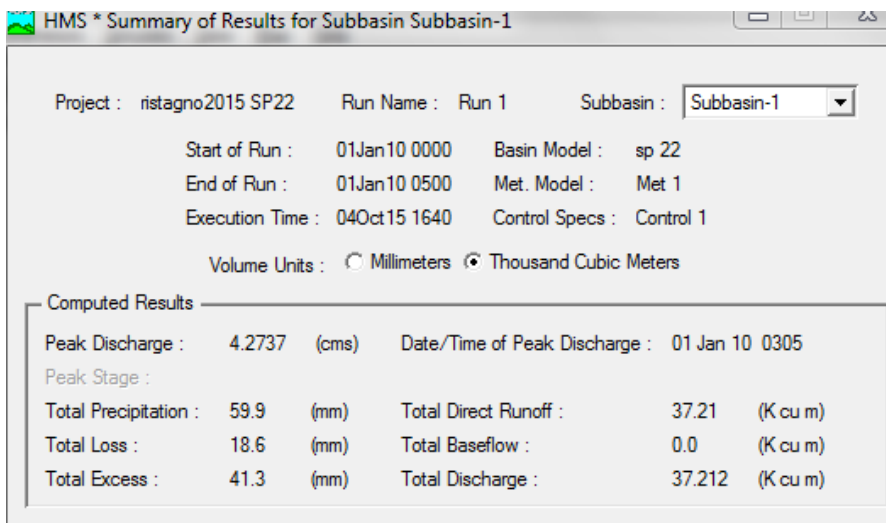 HMS * Summary of Results for Subbasin Subbasin-1
Project : ristagno2015 SP22 Run Name : Run 1 Subbasin : Subbasin-1
Start of Run : 01Jan10 0000 Basin Model : sp 22
End of Run : 01Jan10 0500 Met. Model : Met 1
Execution Time : 04Oct15 1640 Control Specs : Control 1
Volume Units : Millimeters Thousand Cubic Meters
Computed Results
Peak Discharge : 4.2737 (cms) Date/Time of Peak Discharge : 01 Jan 10 0305
Peak Stage :
Total Precipitation : 59.9 (mm) Total Direct Runoff : 37.21 (K cu m)
Total Loss : 18.6 (mm) Total Baseflow : 0.0 (K cu m)
Total Excess : 41.3 (mm) Total Discharge : 37.212 (K cu m)